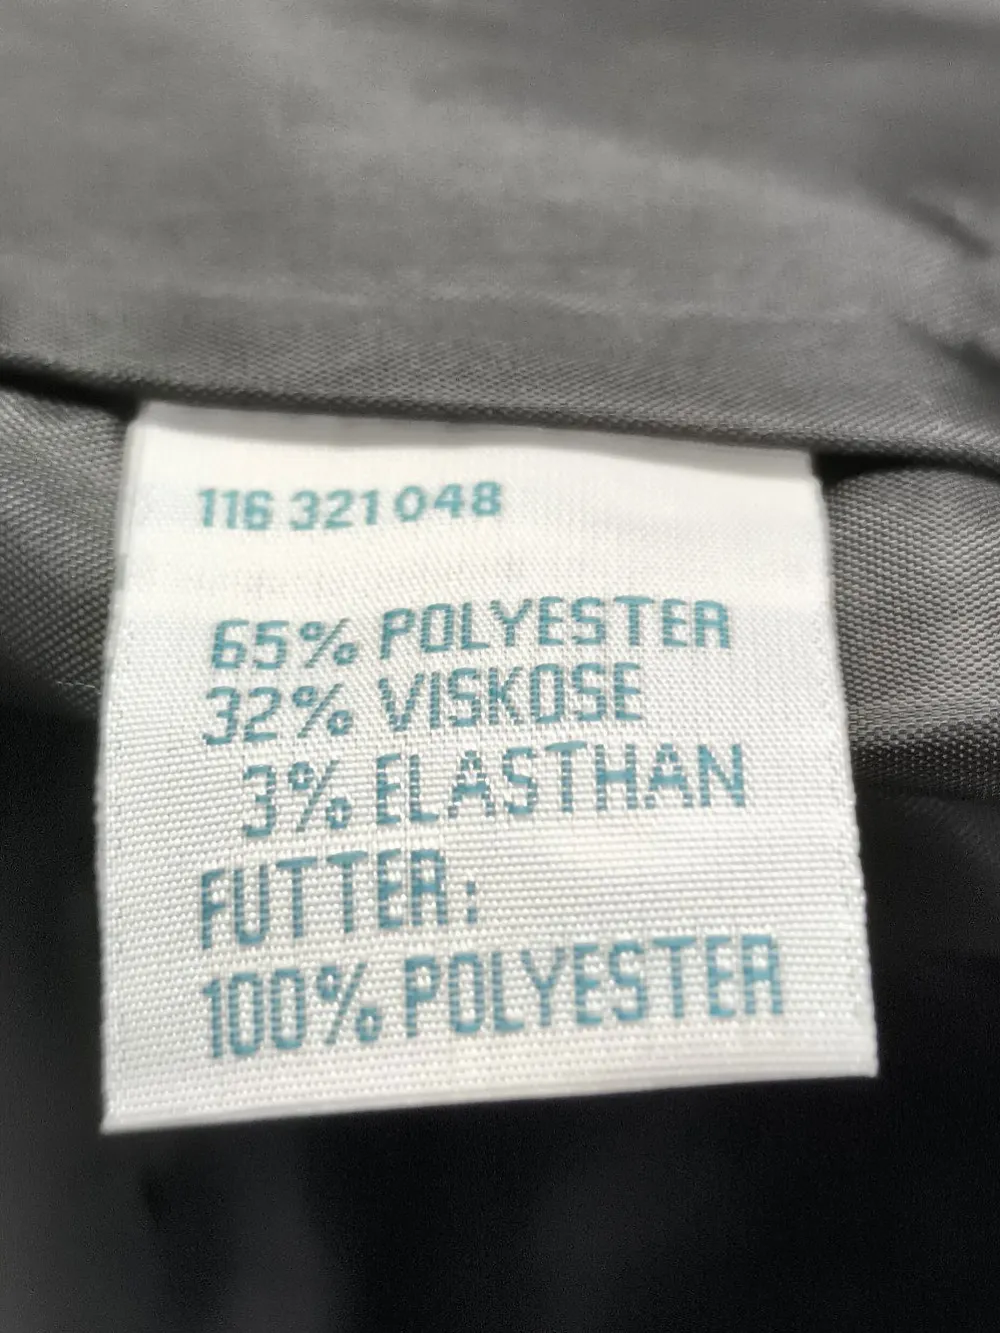 116 321 048
65% POLYESTER
32% VISKOSE
3% ELASTHAN
FUTTER:
100% POLYESTER